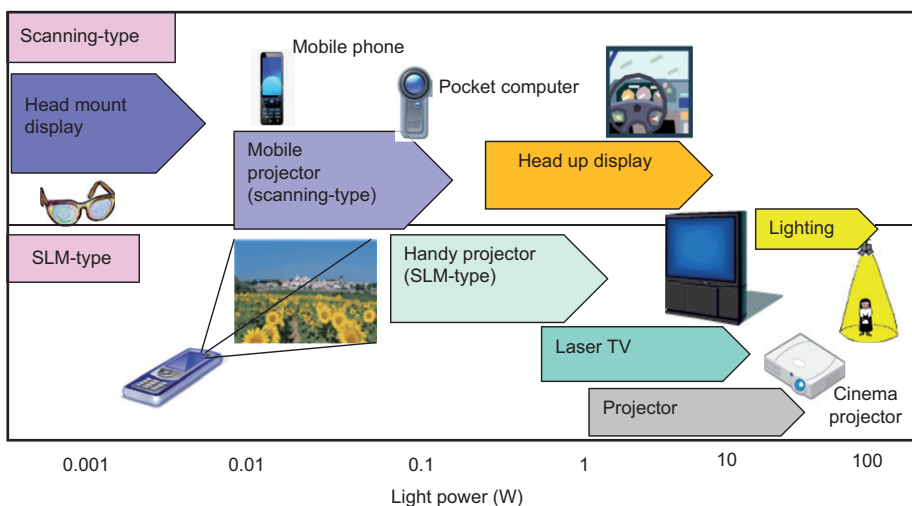 Scanning-type
Mobile phone
Pocket computer
Head mount
display
Mobile
projector
(scanning-type)
Head up display
Lighting
SLM-type
Handy projector
(SLM-type)
Laser TV
Projector
Cinema
projector
0.001 0.01 0.1 1 10 100
Light power (W)